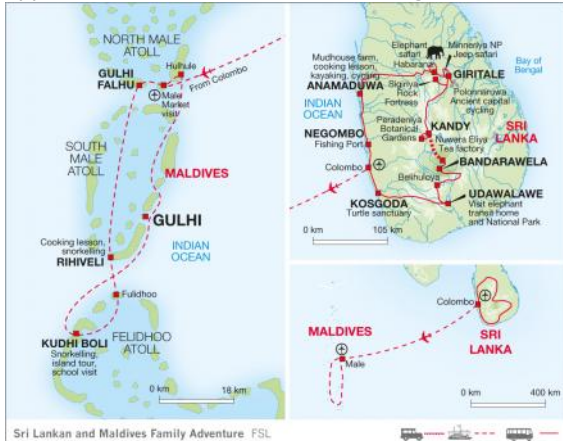 NORTH MALE
ATOLL
Hulhule
GULHI
FALHU
From Colombo
Male
Market
visit
SOUTH
MALE
ATOLL
MALDIVES
GULHI
INDIAN
OCEAN
Cooking lesson,
snorkelling
RIHIVELI
Fulidhoo
KUDHI BOLI
Snorkelling,
island tour,
school visit
FELIDHOO
ATOLL
0 km 16 km
Mudhouse farm,
cooking lesson,
kayaking, cycling
ANAMADUWA
INDIAN
OCEAN
Elephant
safari
Habarana
Minneriya NP
Jeep safari
Bay of
Bengal
GIRITALE
Sigiriya
Rock
Fortress
Polonnaruwa
Ancient capital
cycling
Peradeniya
Botanical
Gardens
KANDY
NEGOMBO
Fishing Port
Nuwera Eliya
Tea factory
SRI
LANKA
BANDARAWELA
Colombo
Belihuloya
UDAWALAWE
Visit elephant
transit home
and National Park
KOSGODA
Turtle sanctuary
0 km 105 km
Colombo
MALDIVES
SRI
LANKA
Male
0 km 400 km
Sri Lankan and Maldives Family Adventure FSL